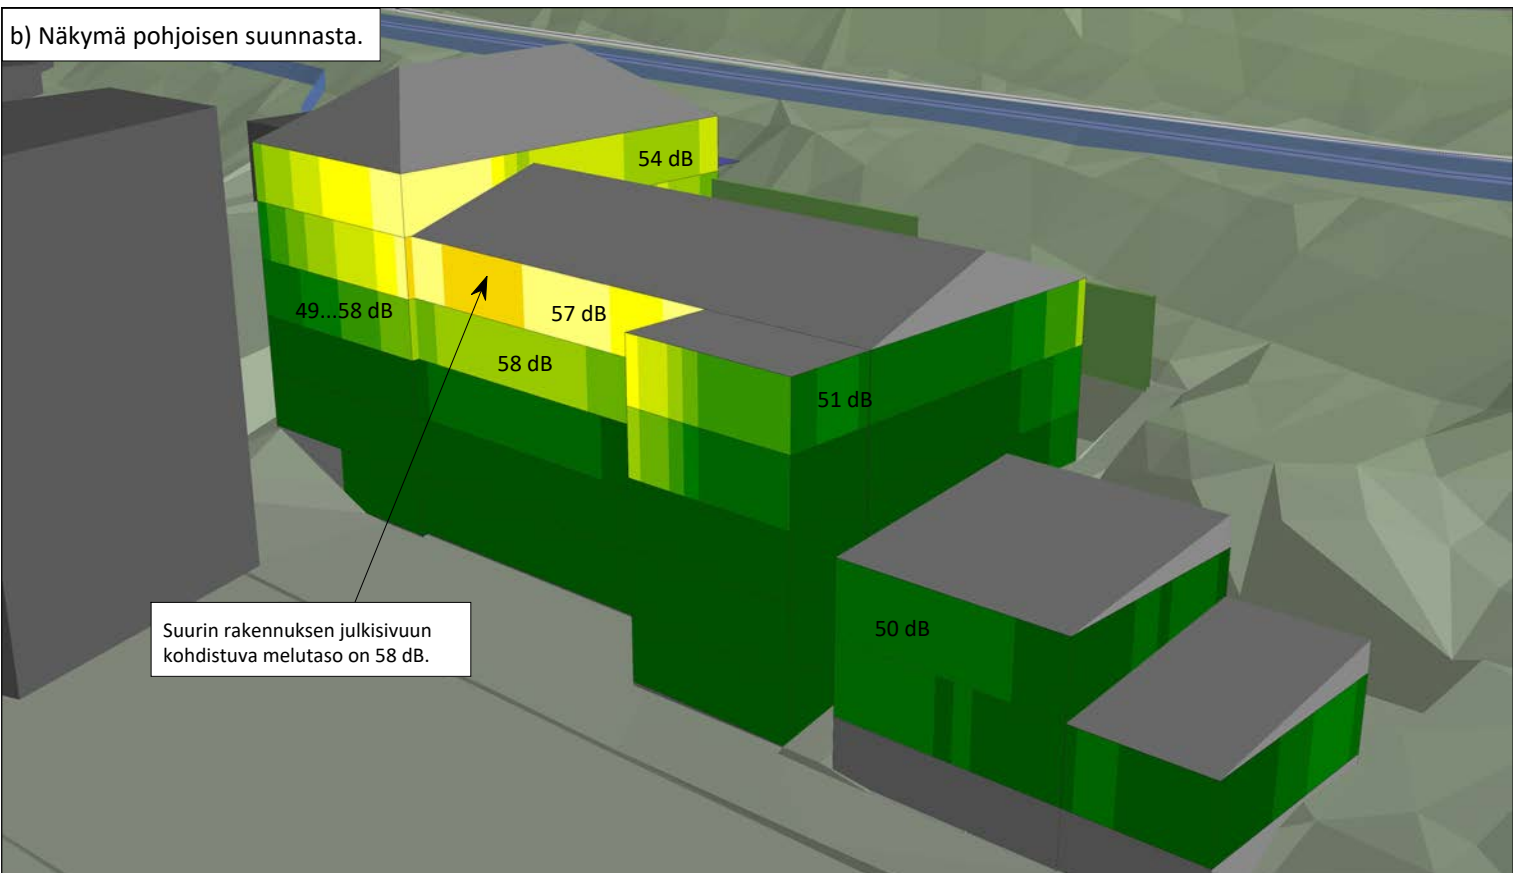 b) Näkymä pohjoisen suunnasta.
54 dB
49...58 dB
57 dB
58 dB
51 dB
50 dB
Suurin rakennuksen julkisivuun
kohdistuva melutaso on 58 dB.